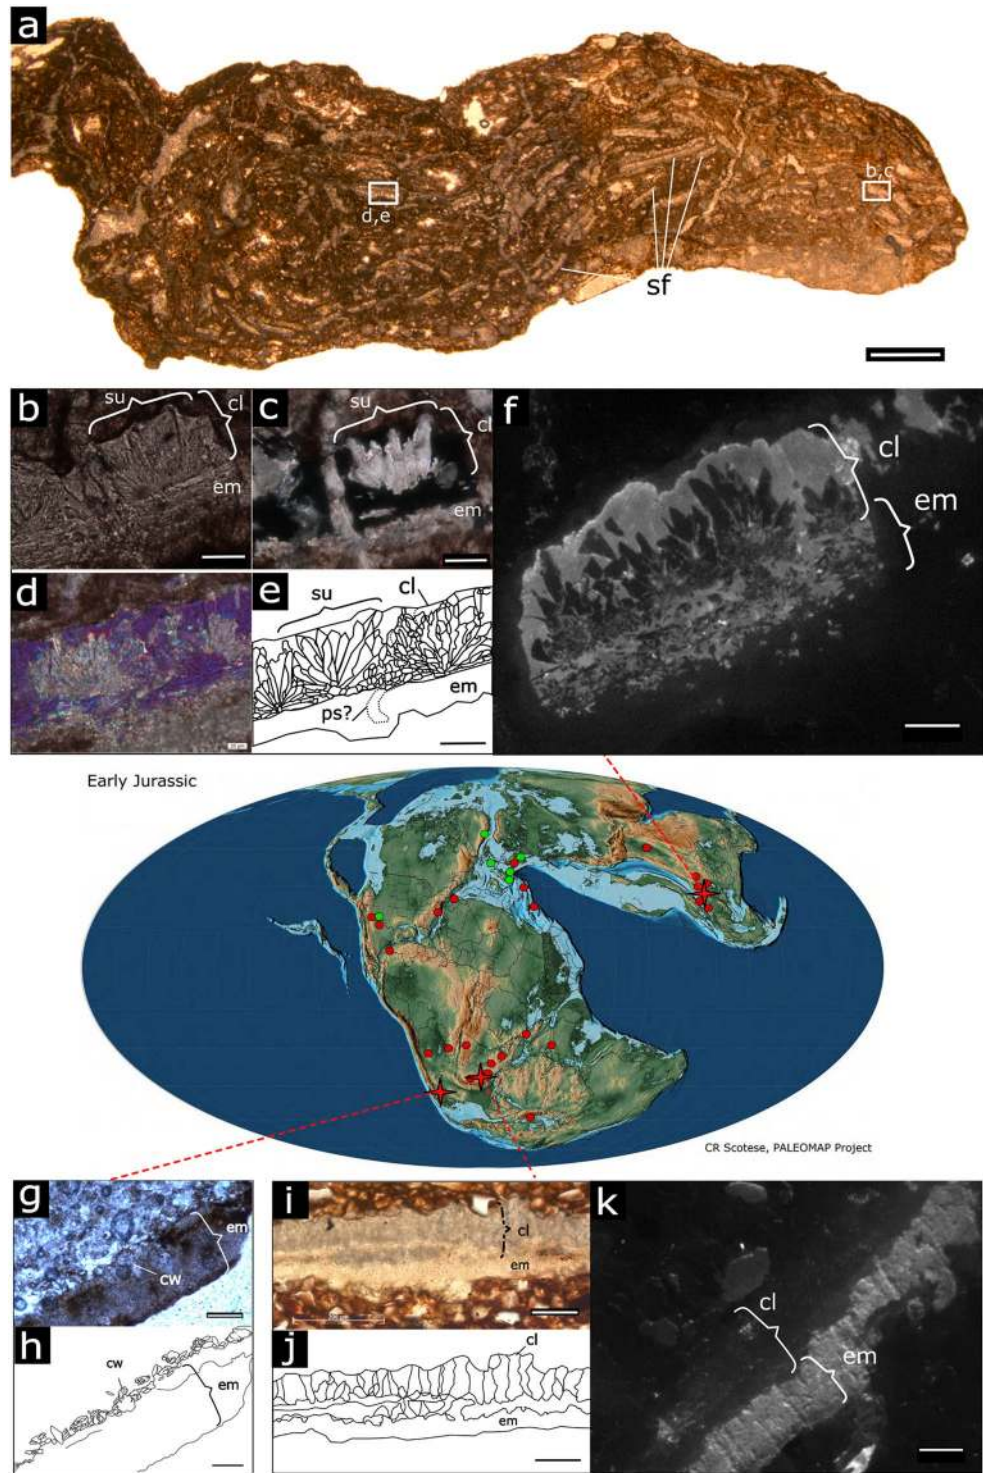 a
d,e
b,c
sf
b
su
cl
em
c
su
cl
em
f
cl
em
d
e
su
cl
em
ps?
Early Jurassic
CR Scotese, PALEOMAP Project
g
em
cw
h
cw
em
i
cl
em
j
cl
em
k
cl
em